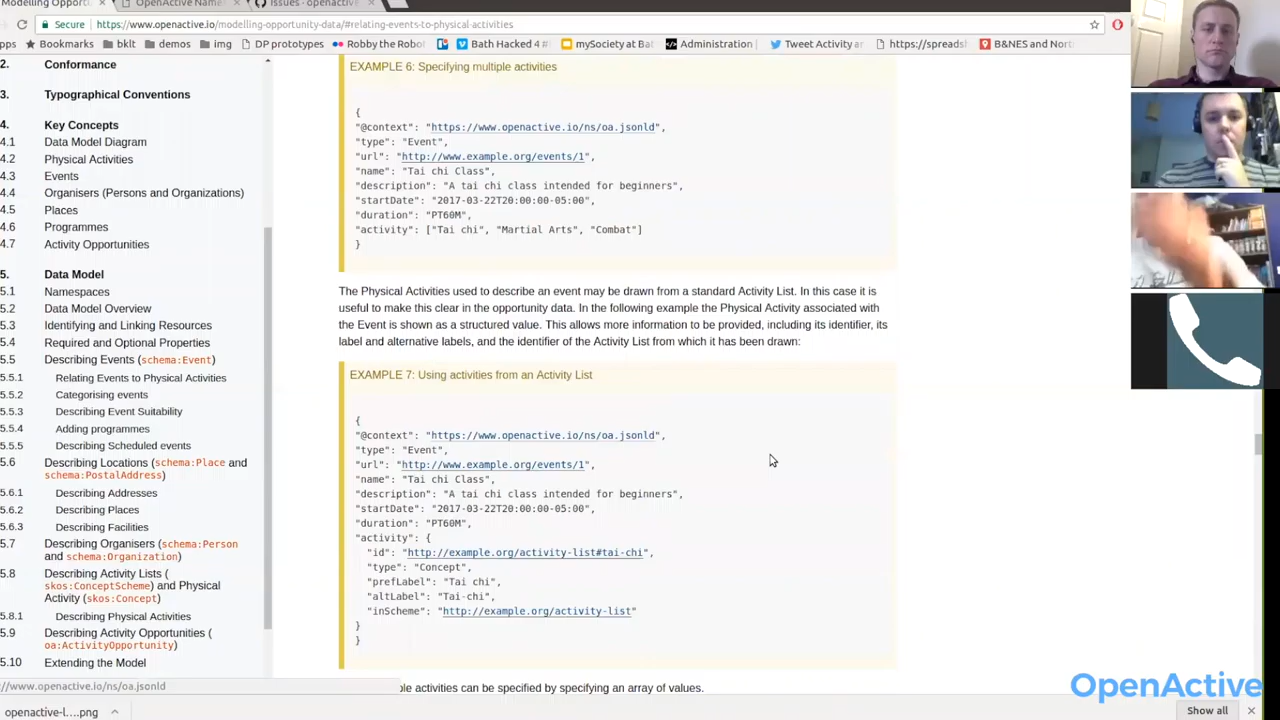 Modelling Opportu
OpenActive Name
Issues · openactive
Secure
https://www.openactive.io/modelling-opportunity-data/#relating-events-to-physical-activities
pps
Bookmarks
bklt
demos
img
DP prototypes
Robby the Robo
Bath Hacked 4 #
mySociety at Ba
Administration
Tweet Activity a
https://spreads
B&NES and Nor
2. Conformance
3. Typographical Conventions
4. Key Concepts
4.1 Data Model Diagram
4.2 Physical Activities
4.3 Events
4.4 Organisers (Persons and Organizations)
4.5 Places
4.6 Programmes
4.7 Activity Opportunities
5. Data Model
5.1 Namespaces
5.2 Data Model Overview
5.3 Identifying and Linking Resources
5.4 Required and Optional Properties
5.5 Describing Events (schema:Event)
5.5.1 Relating Events to Physical Activities
5.5.2 Categorising events
5.5.3 Describing Event Suitability
5.5.4 Adding programmes
5.5.5 Describing Scheduled events
5.6 Describing Locations (schema:Place and
schema:PostalAddress)
5.6.1 Describing Addresses
5.6.2 Describing Places
5.6.3 Describing Facilities
5.7 Describing Organisers (schema:Person
and schema:Organization)
5.8 Describing Activity Lists (
skos:ConceptScheme) and Physical
Activity (skos:Concept)
5.8.1 Describing Physical Activities
5.9 Describing Activity Opportunities (
oa:ActivityOpportunity)
5.10 Extending the Model
//www.openactive.io/ns/oa.jsonld
EXAMPLE 6: Specifying multiple activities
{
"@context": "https://www.openactive.io/ns/oa.jsonld",
"type": "Event",
"url": "http://www.example.org/events/1",
"name": "Tai chi Class",
"description": "A tai chi class intended for beginners",
"startDate": "2017-03-22T20:00:00-05:00",
"duration": "PT60M",
"activity": ["Tai chi", "Martial Arts", "Combat"]
}
The Physical Activities used to describe an event may be drawn from a standard Activity List. In this case it is
useful to make this clear in the opportunity data. In the following example the Physical Activity associated with
the Event is shown as a structured value. This allows more information to be provided, including its identifier, its
label and alternative labels, and the identifier of the Activity List from which it has been drawn:
EXAMPLE 7: Using activities from an Activity List
{
"@context": "https://www.openactive.io/ns/oa.jsonld",
"type": "Event",
"url": "http://www.example.org/events/1",
"name": "Tai chi Class",
"description": "A tai chi class intended for beginners",
"startDate": "2017-03-22T20:00:00-05:00",
"duration": "PT60M",
"activity": {
"id": "http://example.org/activity-list#tai-chi",
"type": "Concept",
"prefLabel": "Tai chi",
"altLabel": "Tai-chi",
"inScheme": "http://example.org/activity-list"
}
}
ple activities can be specified by specifying an array of values.
OpenActive
openactive-l....png
Show all